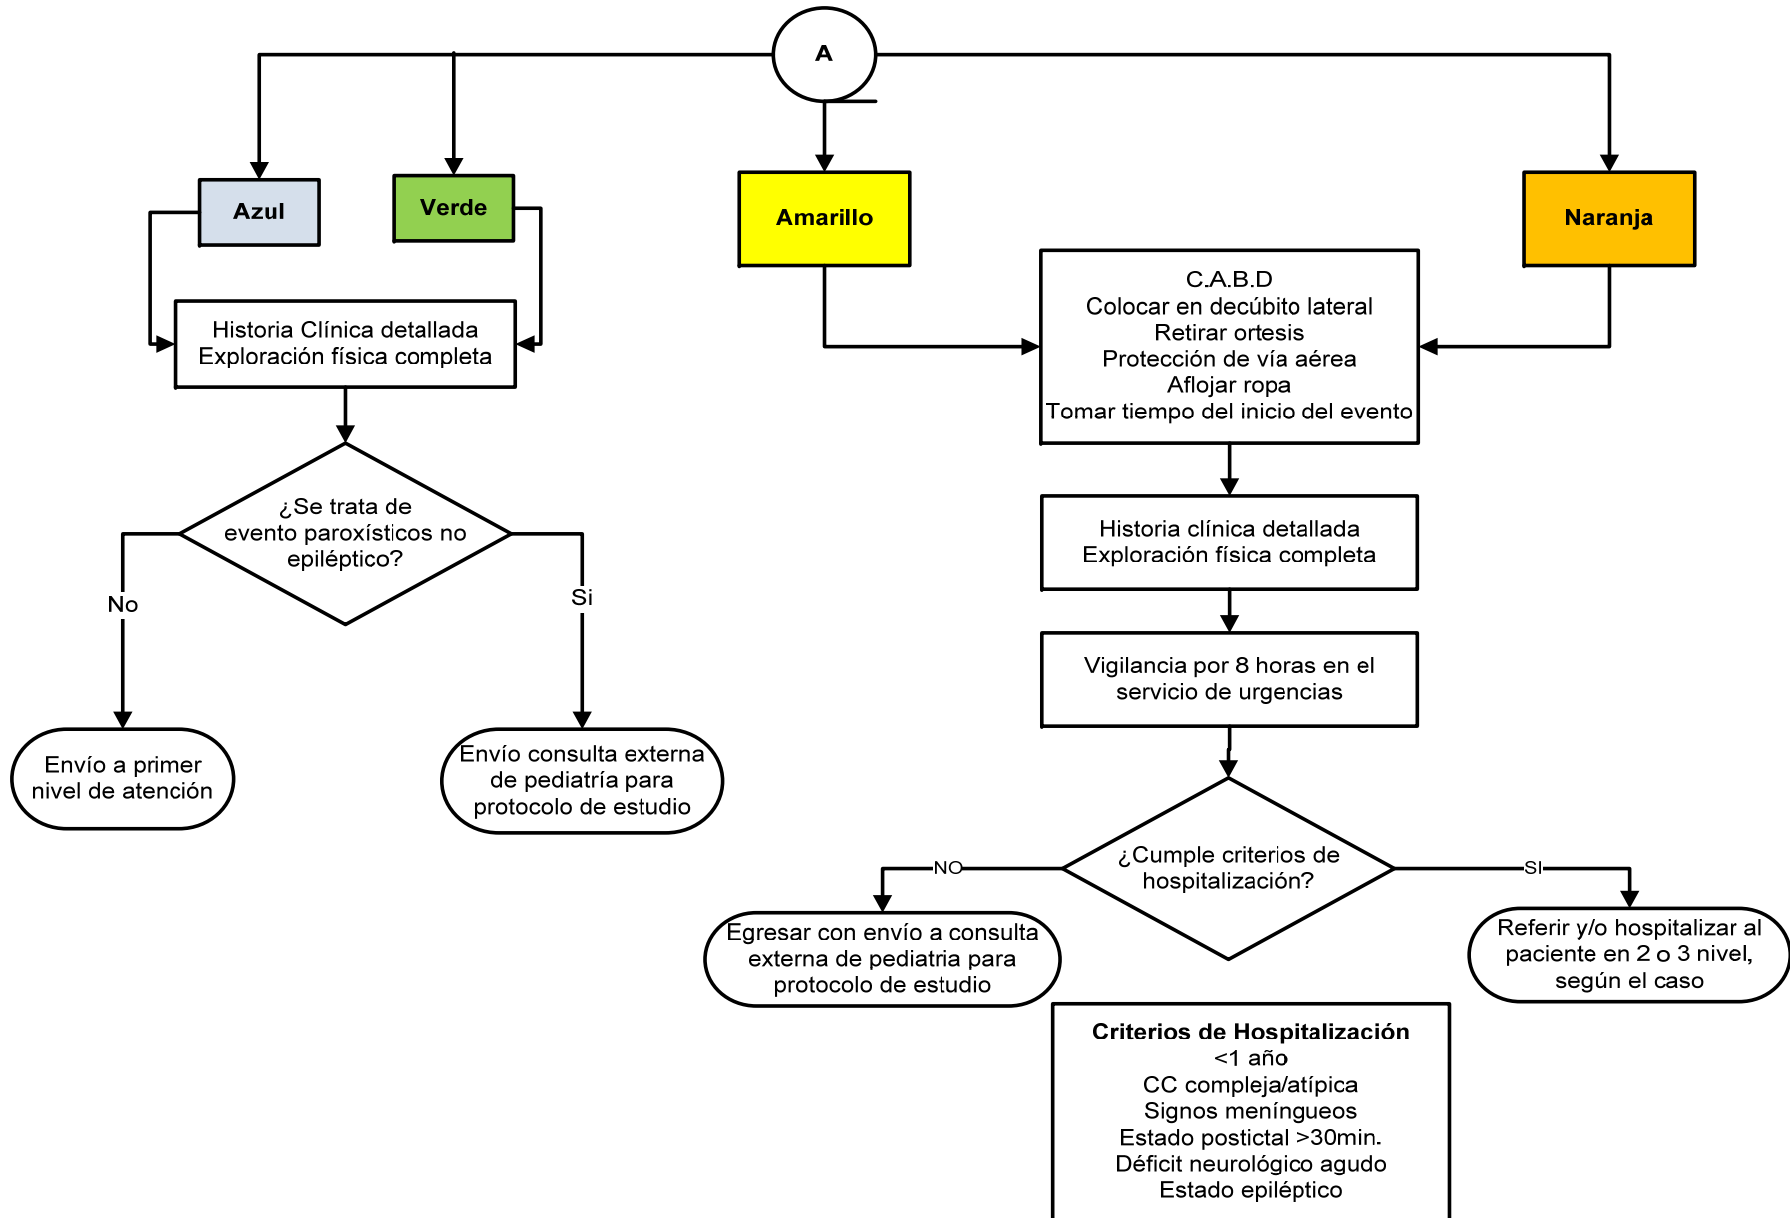 A
Azul
Verde
Amarillo
Naranja
Historia Clínica detallada
Exploración física completa
C.A.B.D
Colocar en decúbito lateral
Retirar ortesis
Protección de vía aérea
Aflojar ropa
Tomar tiempo del inicio del evento
¿Se trata de
evento paroxísticos no
epiléptico?
No
Si
Historia clínica detallada
Exploración física completa
Vigilancia por 8 horas en el
servicio de urgencias
Envío a primer
nivel de atención
Envío consulta externa
de pediatría para
protocolo de estudio
¿Cumple criterios de
hospitalización?
NO
SI
Egresar con envío a consulta
externa de pediatria para
protocolo de estudio
Referir y/o hospitalizar al
paciente en 2 o 3 nivel,
según el caso
Criterios de Hospitalización
<1 año
CC compleja/atípica
Signos meníngueos
Estado postictal >30min.
Déficit neurológico agudo
Estado epiléptico